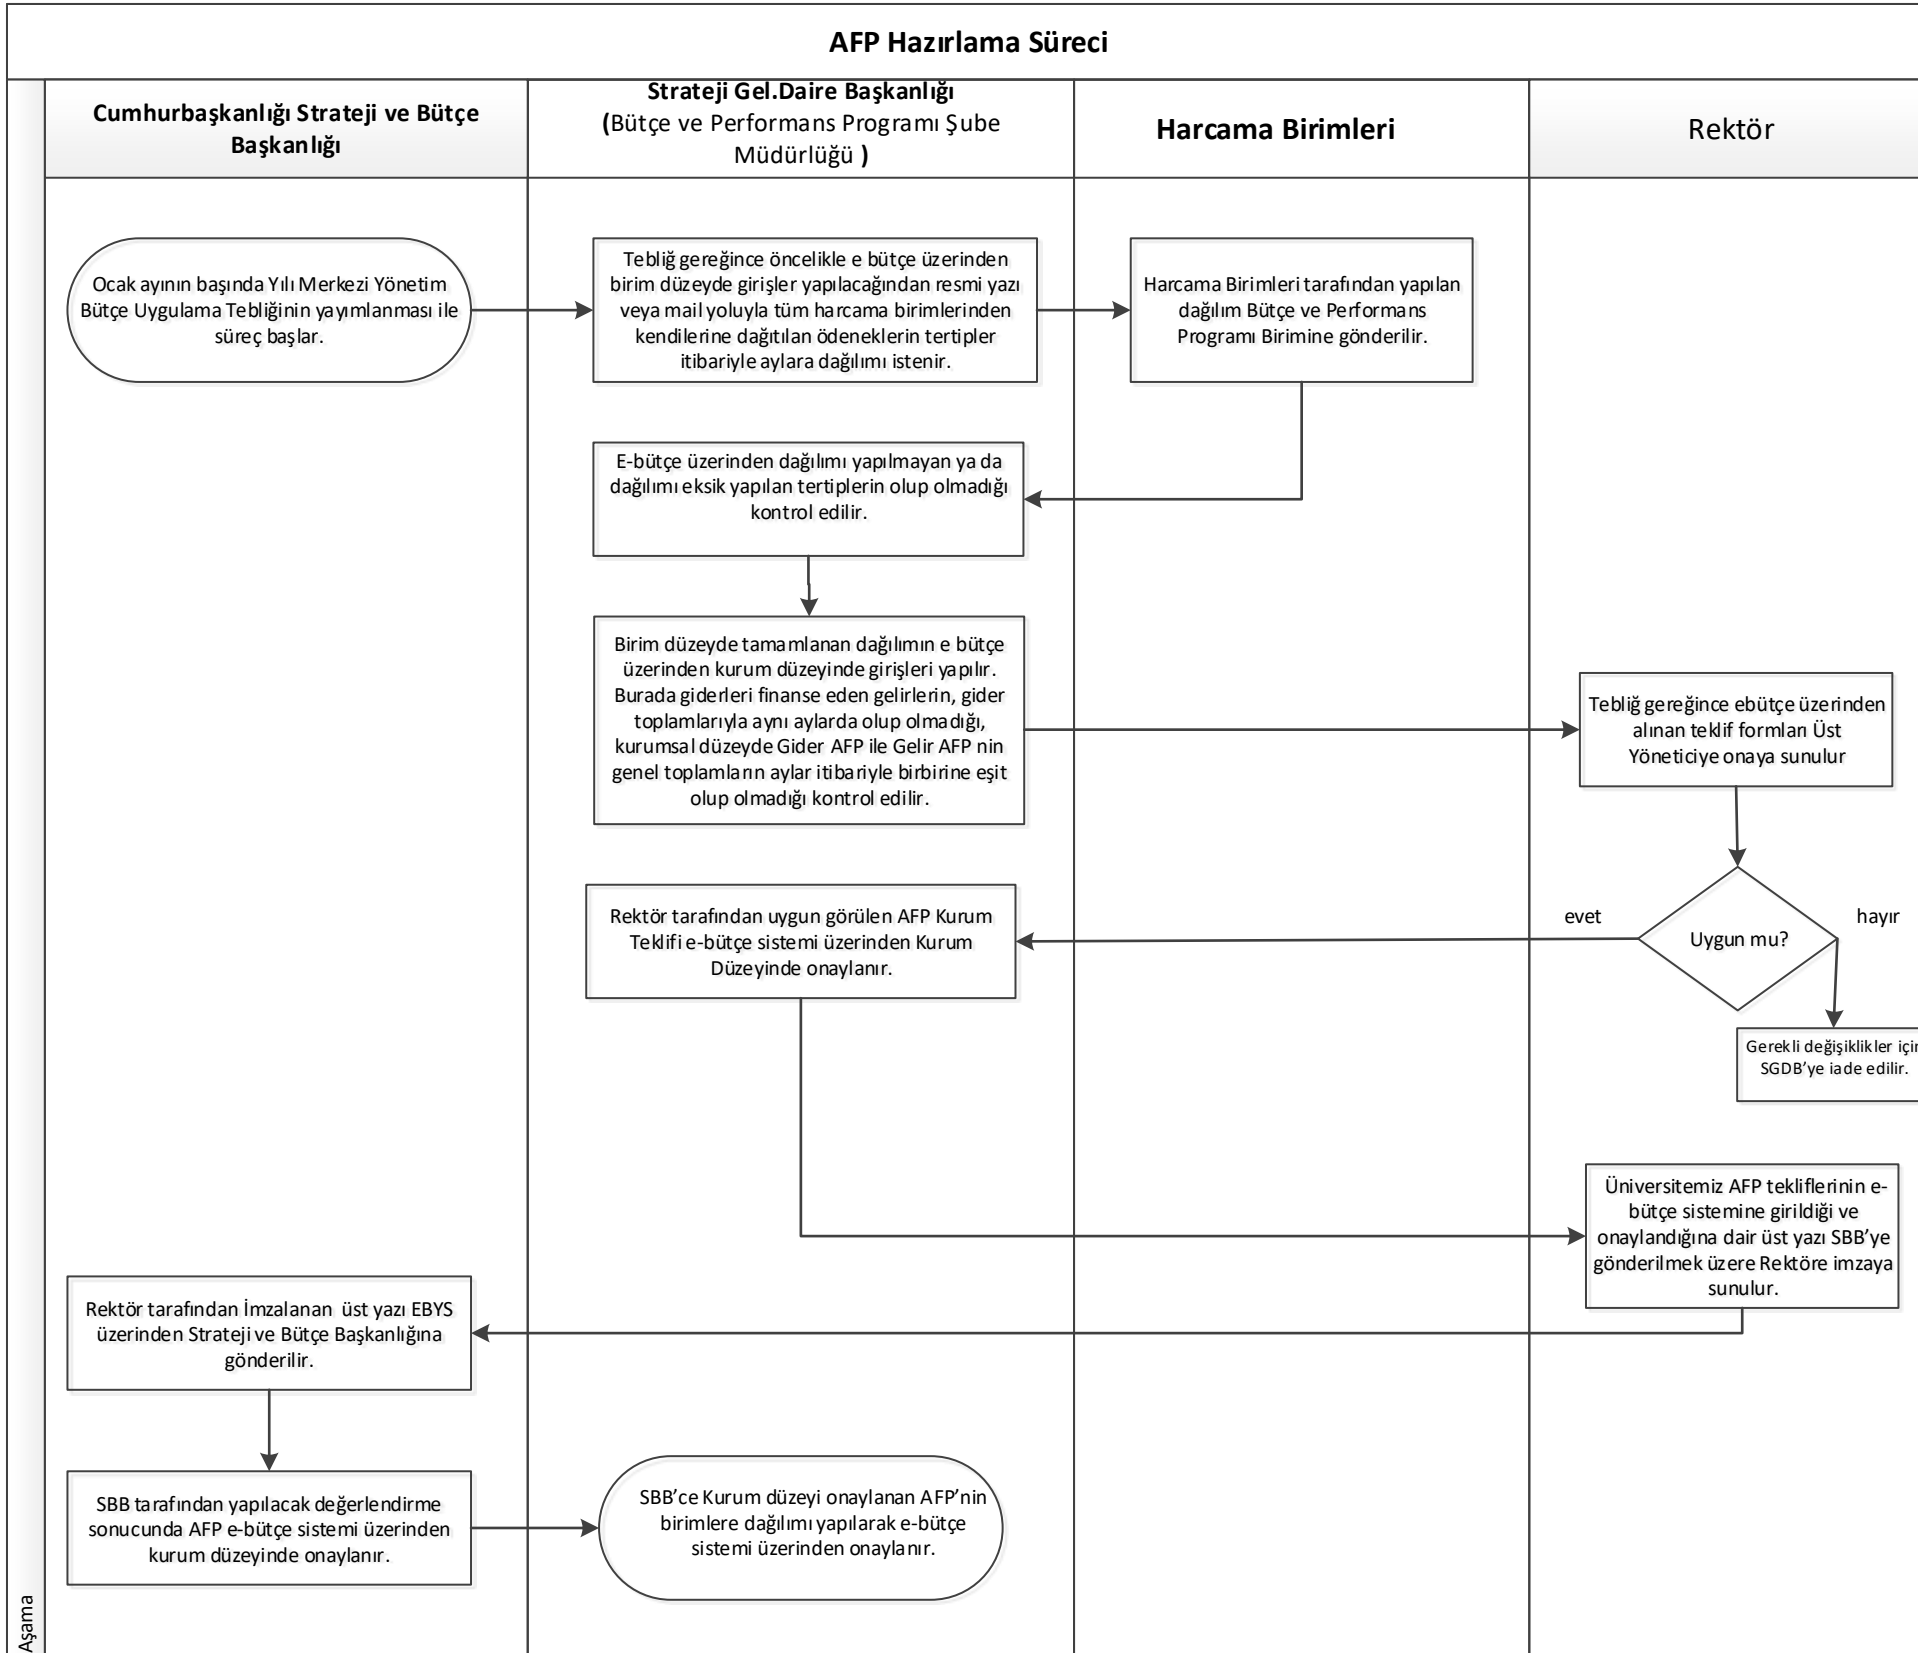 AFP Hazırlama Süreci
Cumhurbaşkanlığı Strateji ve Bütçe
Başkanlığı
Strateji Gel.Daire Başkanlığı
(Bütçe ve Performans Programı Şube
Müdürlüğü )
Harcama Birimleri
Rektör
Ocak ayının başında Yılı Merkezi Yönetim
Bütçe Uygulama Tebliğinin yayımlanması ile
süreç başlar.
Tebliğ gereğince öncelikle e bütçe üzerinden
birim düzeyde girişler yapılacağından resmi yazı
veya mail yoluyla tüm harcama birimlerinden
kendilerine dağıtılan ödeneklerin tertipler
itibariyle aylara dağılımı istenir.
Harcama Birimleri tarafından yapılan
dağılım Bütçe ve Performans
Programı Birimine gönderilir.
E-bütçe üzerinden dağılımı yapılmayan ya da
dağılımı eksik yapılan tertiplerin olup olmadığı
kontrol edilir.
Birim düzeyde tamamlanan dağılımın e bütçe
üzerinden kurum düzeyinde girişleri yapılır.
Burada giderleri finanse eden gelirlerin, gider
toplamlarıyla aynı aylarda olup olmadığı,
kurumsal düzeyde Gider AFP ile Gelir AFP nin
genel toplamların aylar itibariyle birbirine eşit
olup olmadığı kontrol edilir.
Tebliğ gereğince ebütçe üzerinden
alınan teklif formları Üst
Yöneticiye onaya sunulur
evet
Uygun mu?
hayır
Rektör tarafından uygun görülen AFP Kurum
Teklifi e-bütçe sistemi üzerinden Kurum
Düzeyinde onaylanır.
Gerekli değişiklikler için
SGDB'ye iade edilir.
Üniversitemiz AFP tekliflerinin e-
bütçe sistemine girildiği ve
onaylandığına dair üst yazı SBB'ye
gönderilmek üzere Rektöre imzaya
sunulur.
Rektör tarafından İmzalanan üst yazı EBYS
üzerinden Strateji ve Bütçe Başkanlığına
gönderilir.
SBB tarafından yapılacak değerlendirme
sonucunda AFP e-bütçe sistemi üzerinden
kurum düzeyinde onaylanır.
SBB'ce Kurum düzeyi onaylanan AFP'nin
birimlere dağılımı yapılarak e-bütçe
sistemi üzerinden onaylanır.
Aşama